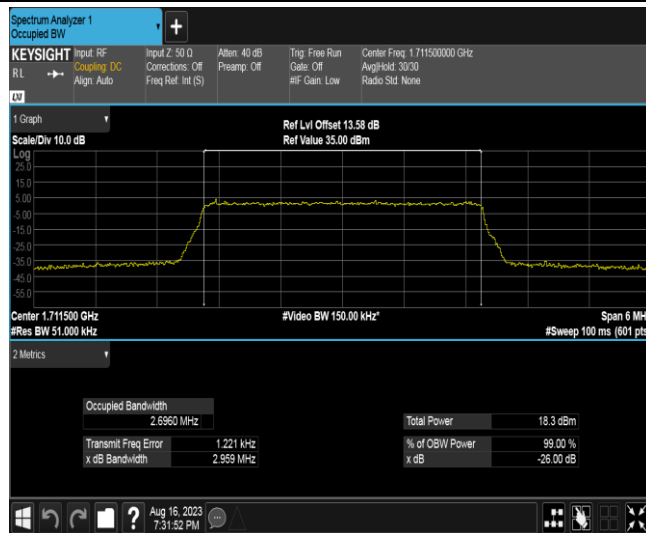 Spectrum Analyzer 1
Occupied BW
+
KEYSIGHT
RL
LXI
Input: RF
Coupling: DC
Align: Auto
Input Z: 50 Ω
Corrections: Off
Freq Ref: Int (S)
Atten: 40 dB
Preamp: Off
Trig: Free Run
Gate: Off
#IF Gain: Low
Center Freq: 1.711500000 GHz
Avg|Hold: 30/30
Radio Std: None
1 Graph
Scale/Div 10.0 dB
Ref Lvl Offset 13.58 dB
Ref Value 35.00 dBm
Log
25.0
15.0
5.00
-5.00
-15.0
-25.0
-35.0
-45.0
-55.0
Center 1.711500 GHz
#Res BW 51.000 kHz
#Video BW 150.00 kHz*
Span 6 MH
#Sweep 100 ms (601 pts
2 Metrics
Occupied Bandwidth
2.6960 MHz
Transmit Freq Error 1.221 kHz
x dB Bandwidth 2.959 MHz
Total Power 18.3 dBm
% of OBW Power 99.00 %
x dB -26.00 dB
?
Aug 16, 2023
7:31:52 PM